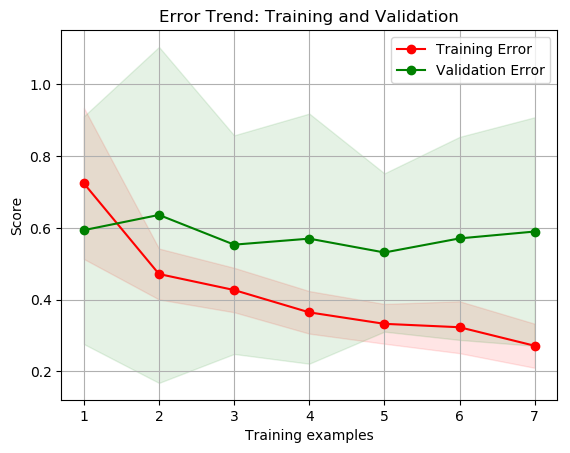 Error Trend: Training and Validation
Training Error
Validation Error
Score
1.0
0.8
0.6
0.4
0.2
1 2 3 4 5 6 7
Training examples